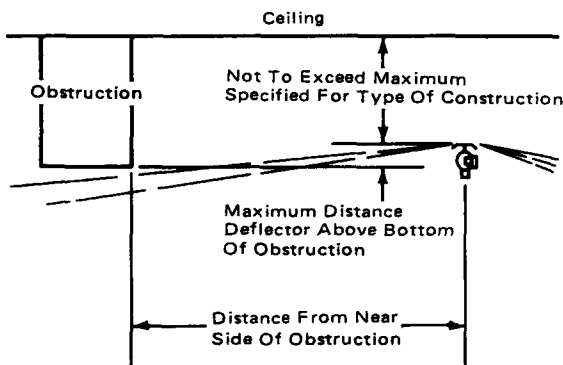 Ceiling
Obstruction
Not To Exceed Maximum
Specified For Type Of Construction
Maximum Distance
Deflector Above Bottom
Of Obstruction
Distance From Near
Side Of Obstruction